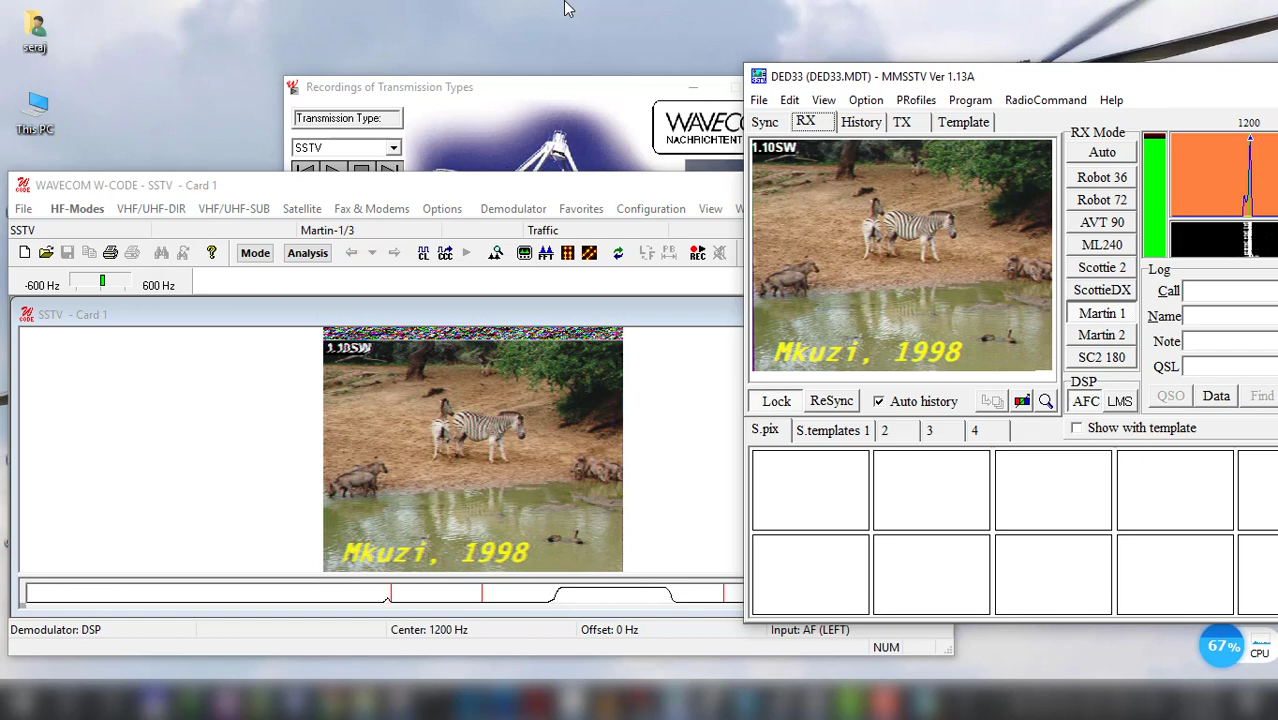 seraj
This PC
Recordings of Transmission Types
Transmission Type:
SSTV
WAVECO
NACHRICHTENT
WAVECOM W-CODE - SSTV - Card 1
File HF-Modes VHF/UHF-DIR VHF/UHF-SUB Satellite Fax & Modems Options Demodulator Favorites Configuration View W
SSTV Martin-1/3 Traffic
Mode Analysis CL CCC REC
-600 Hz 600 Hz
SSTV - Card 1
1.10SW
Mkuzi, 1998
Demodulator: DSP Center: 1200 Hz Offset: 0 Hz Input: AF (LEFT)
NUM
DED33 (DED33.MDT) - MMSSTV Ver 1.13A
File Edit View Option PRofiles Program RadioCommand Help
Sync RX History TX Template
1.10SW
Mkuzi, 1998
RX Mode
Auto
Robot 36
Robot 72
AVT 90
ML240
Scottie 2
ScottieDX
Martin 1
Martin 2
SC2 180
DSP
AFC LMS
1200
Log
Call
Name
Note
QSL
QSO Data Find
Lock ReSync Auto history
Show with template
S.pix S.templates 1 2 3 4
67%
CPU